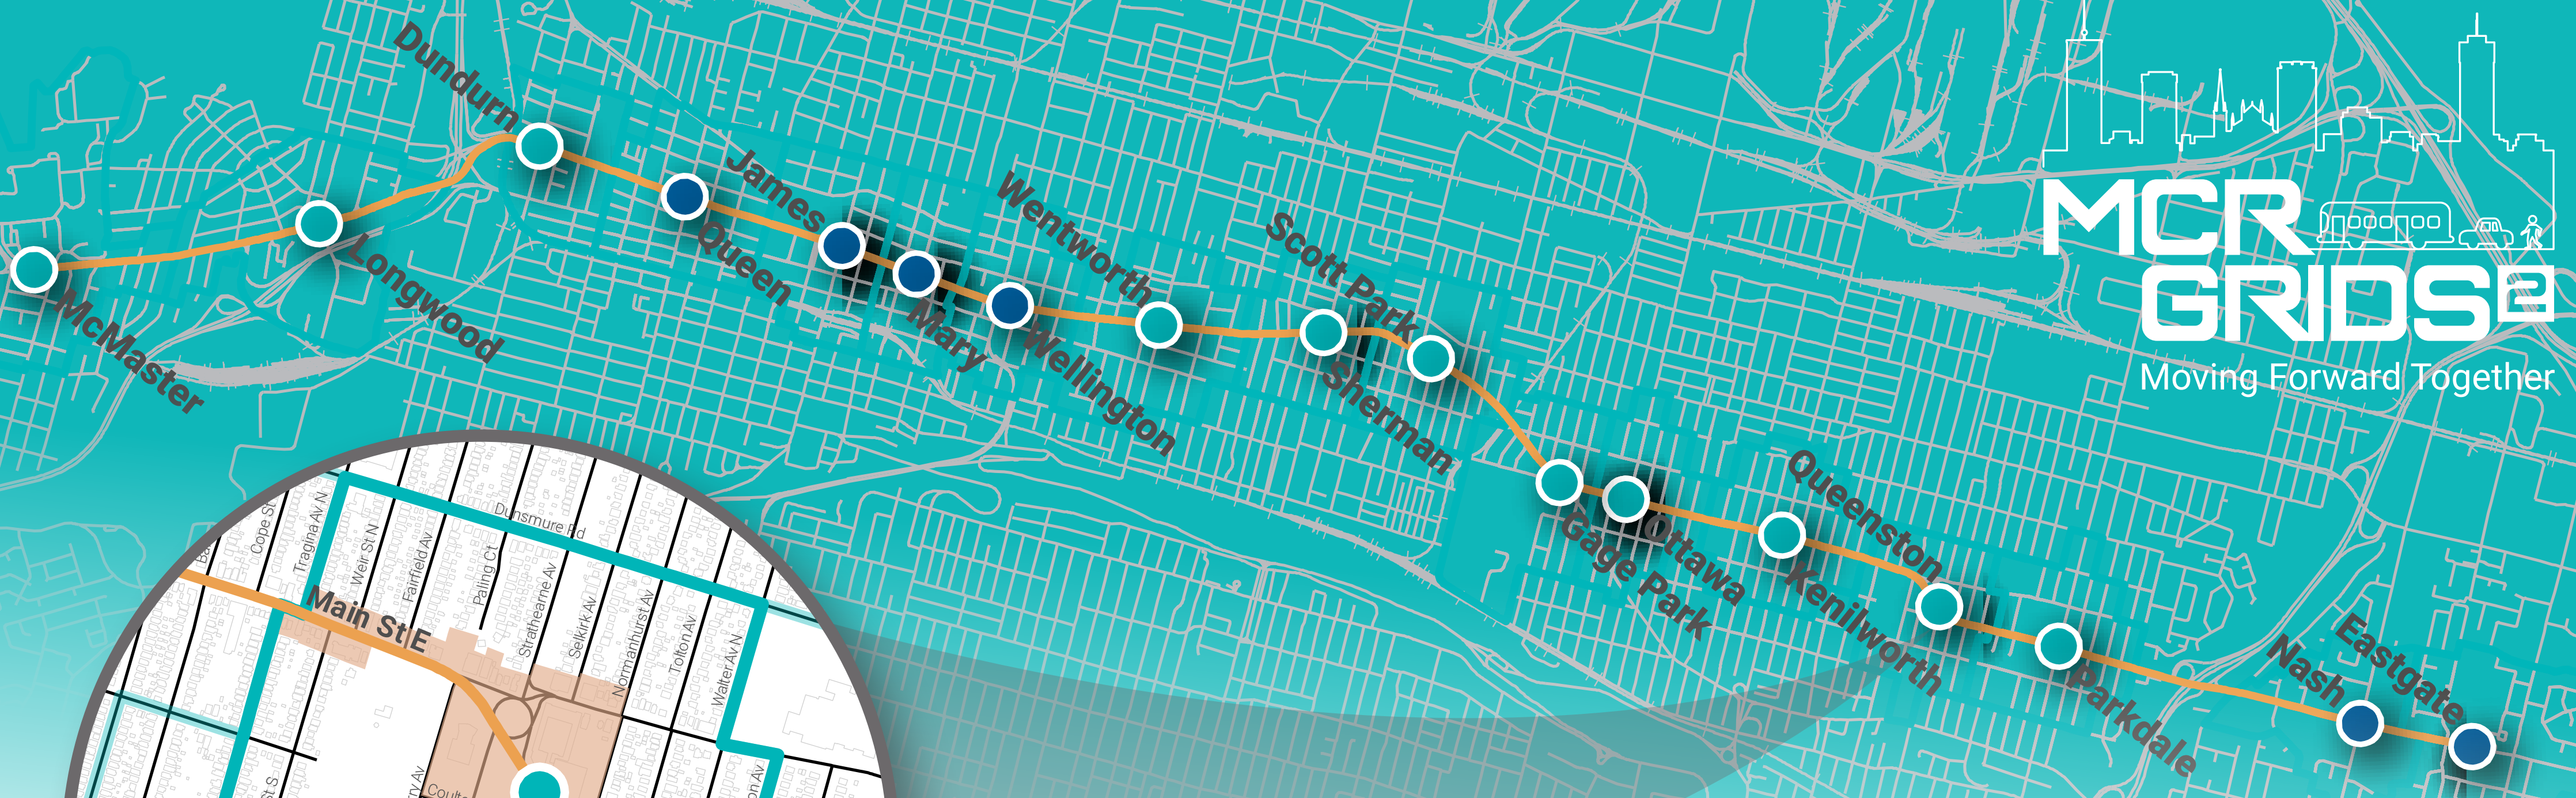 McMaster
Longwood
Dundurn
Queen
James
Mary
Wellington
Wentworth
Sherman
Scott Park
Gage Park
Ottawa
Kenilworth
Queenston
Parkdale
Nash
Eastgate
MCR
GRIDS 2
Moving Forward Together
Cope St
Tragina Av N
Weir St N
Fairfield Av
Paling Ct
Dunsmure Rd
Strathearne Av
Selkirk Av
Normanhurst Av
Tolton Av
Walter Av N
Main St E